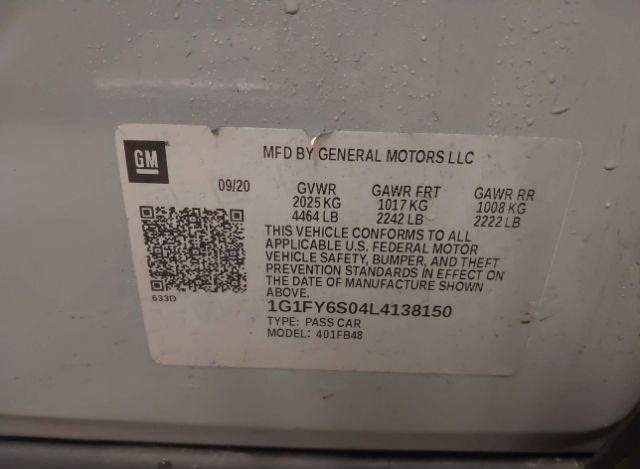 GM
MFD BY GENERAL MOTORS LLC
09/20 GVWR GAWR FRT GAWR RR
2025 KG 1017 KG 1008 KG
4464 LB 2242 LB 2222 LB
THIS VEHICLE CONFORMS TO ALL
APPLICABLE U.S. FEDERAL MOTOR
VEHICLE SAFETY, BUMPER, AND THEFT
PREVENTION STANDARDS IN EFFECT ON
THE DATE OF MANUFACTURE SHOWN
ABOVE.
633D
1G1FY6S04L4138150
TYPE: PASS CAR
MODEL: 401FB48